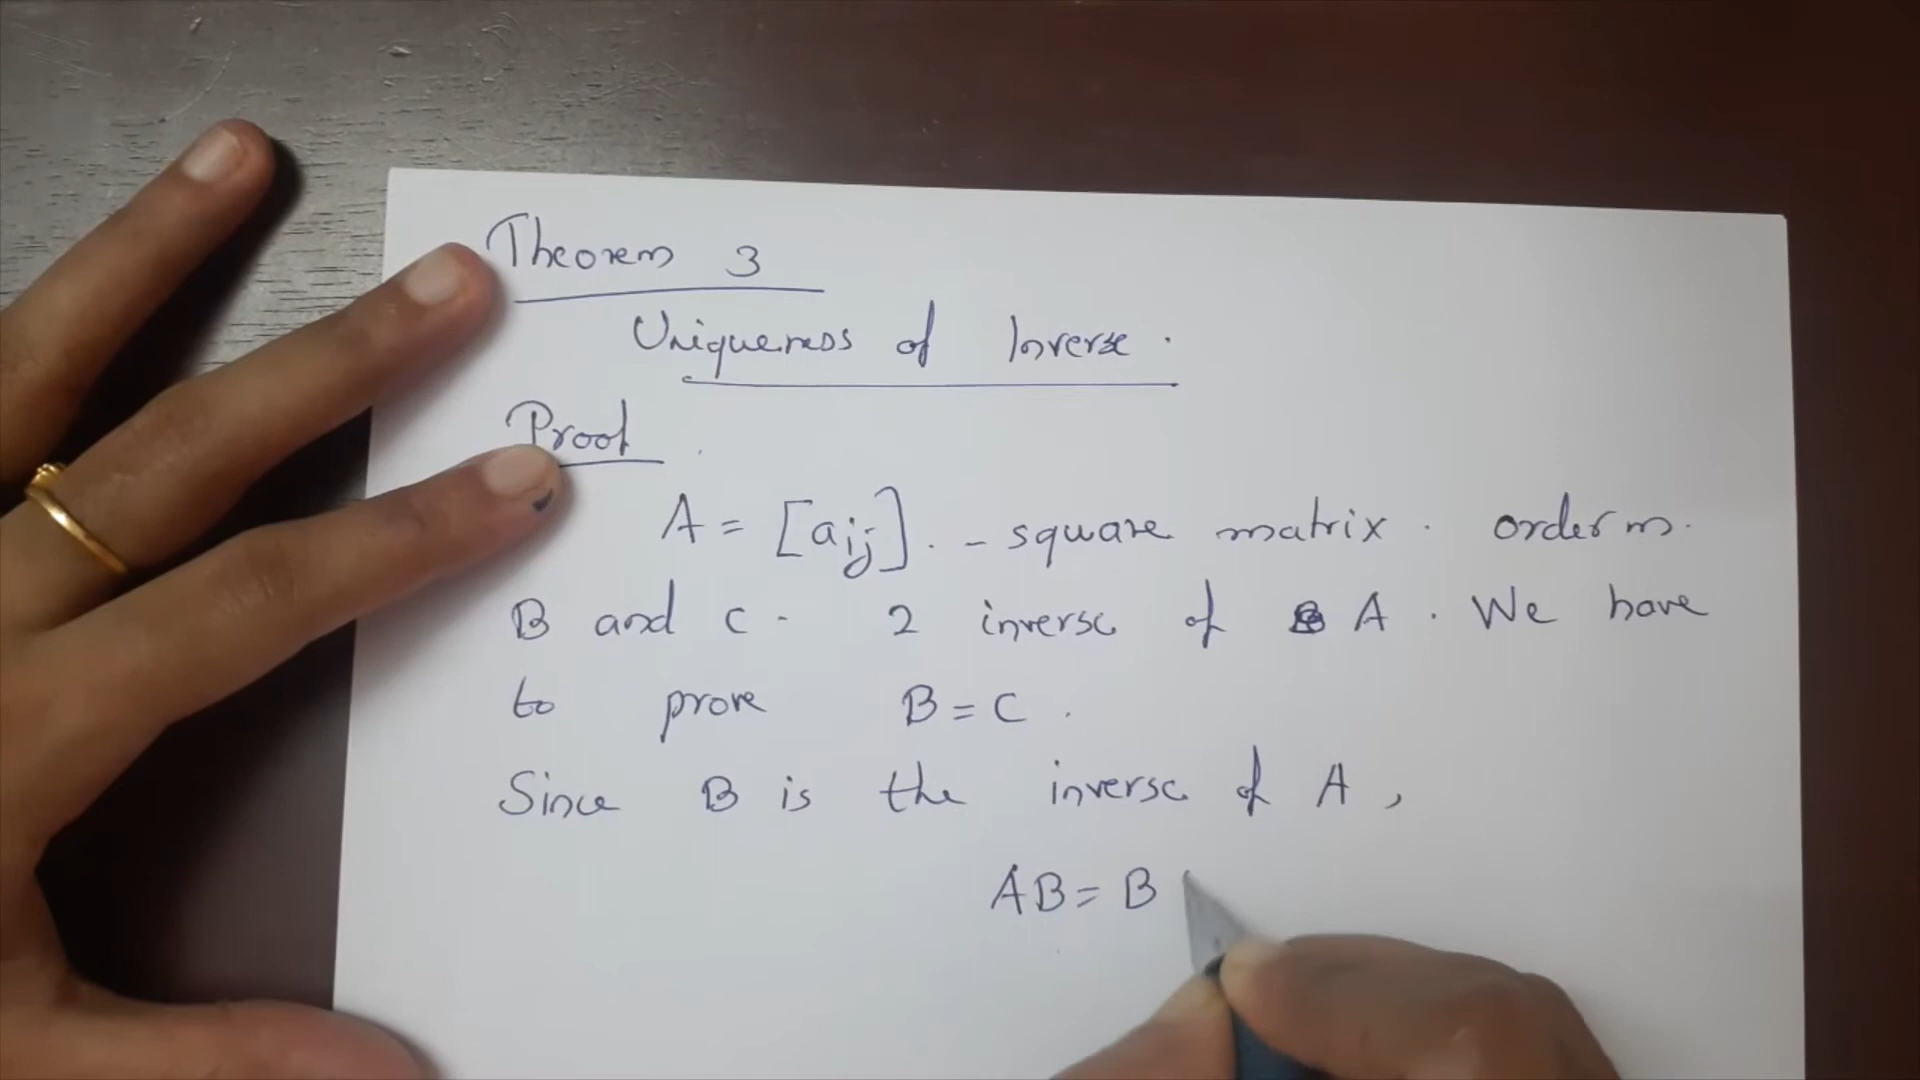 Theorem 3
Uniqueness of Inverse.
Proof
A = [aij]. - square matrix. order m.
B and C - 2 inverse of A. We have
to prove B = C.
Since B is the inverse of A,
AB = B